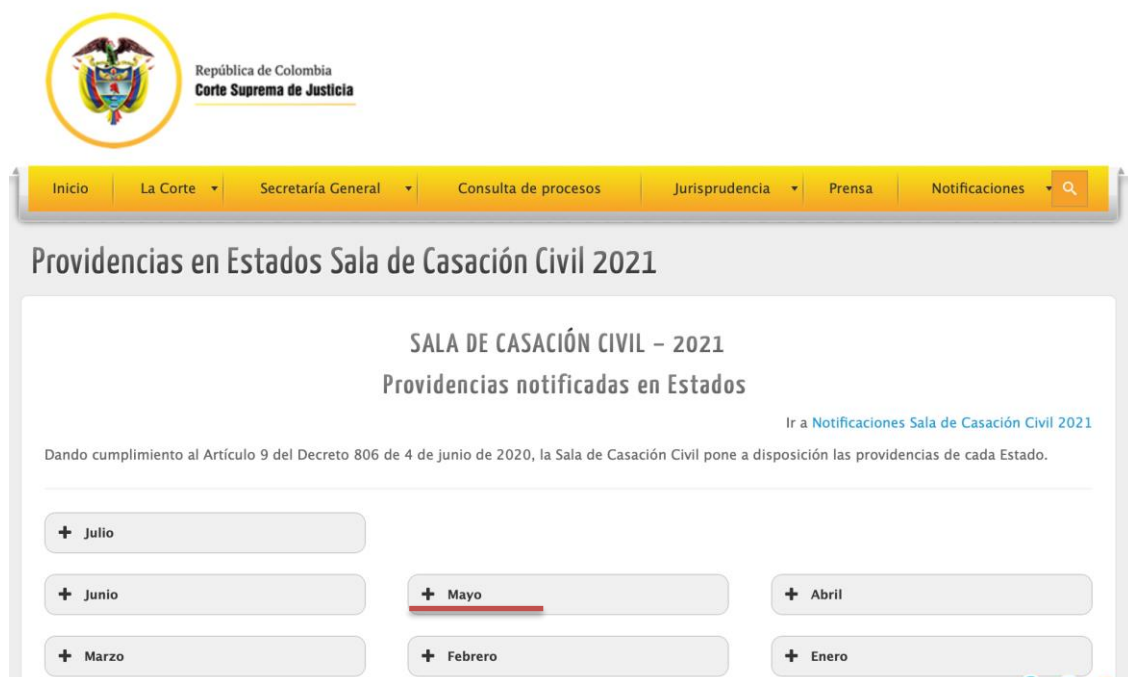 República de Colombia
Corte Suprema de Justicia
Inicio La Corte Secretaría General Consulta de procesos Jurisprudencia Prensa Notificaciones
Providencias en Estados Sala de Casación Civil 2021
SALA DE CASACIÓN CIVIL – 2021
Providencias notificadas en Estados
Ir a Notificaciones Sala de Casación Civil 2021
Dando cumplimiento al Artículo 9 del Decreto 806 de 4 de junio de 2020, la Sala de Casación Civil pone a disposición las providencias de cada Estado.
+ Julio
+ Junio + Mayo + Abril
+ Marzo + Febrero + Enero